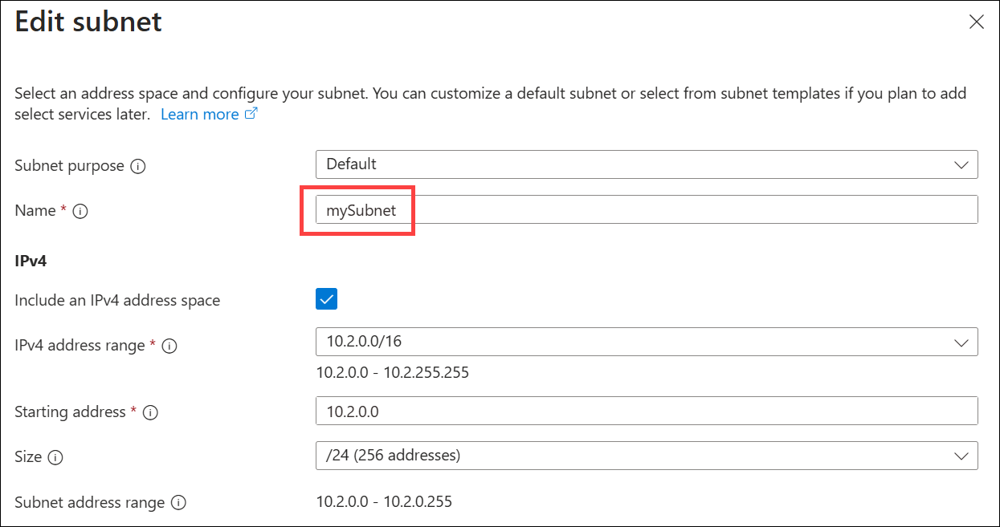 Edit subnet
Select an address space and configure your subnet. You can customize a default subnet or select from subnet templates if you plan to add
select services later. Learn more
Subnet purpose Default
Name * mySubnet
IPv4
Include an IPv4 address space
IPv4 address range * 10.2.0.0/16
10.2.0.0 - 10.2.255.255
Starting address * 10.2.0.0
Size /24 (256 addresses)
Subnet address range 10.2.0.0 - 10.2.0.255